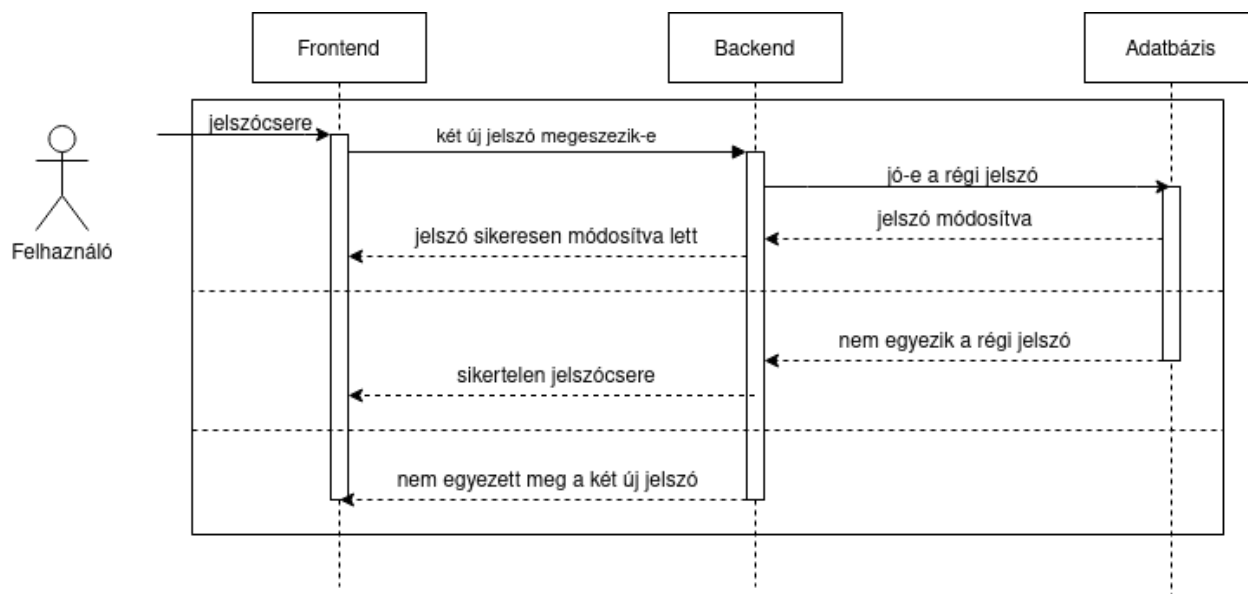 Frontend
Backend
Adatbázis
jelszócsere
két új jelszó megeszezik-e
jó-e a régi jelszó
jelszó módosítva
jelszó sikeresen módosítva lett
Felhaználó
nem egyezik a régi jelszó
sikertelen jelszócsere
nem egyezett meg a két új jelszó